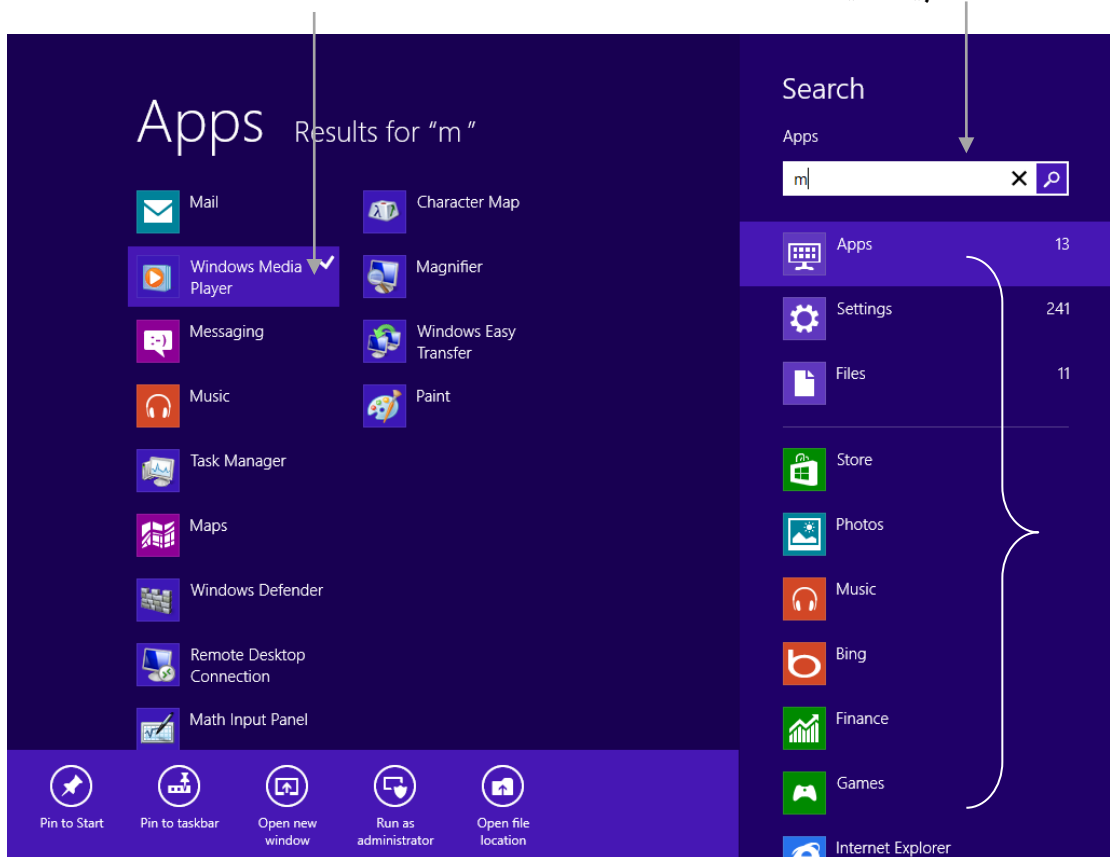 Apps Results for “m ”
Mail
Windows Media
Player
Messaging
Music
Task Manager
Maps
Windows Defender
Remote Desktop
Connection
Math Input Panel
Character Map
Magnifier
Windows Easy
Transfer
Paint
Pin to Start
Pin to taskbar
Open new
window
Run as
administrator
Open file
location
Search
Apps
m
Apps 13
Settings 241
Files 11
Store
Photos
Music
Bing
Finance
Games
Internet Explorer